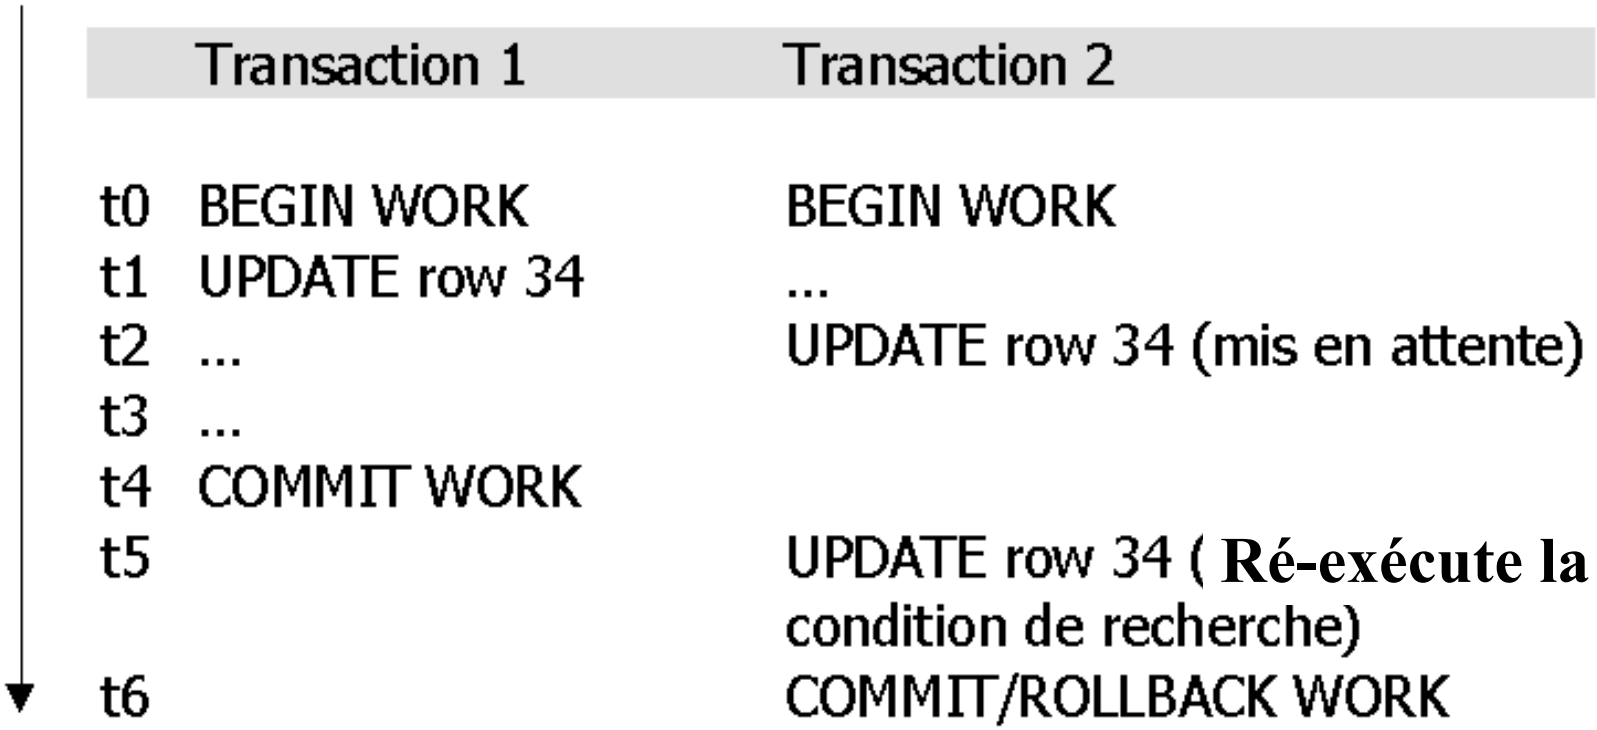 Transaction 1 Transaction 2
t0 BEGIN WORK BEGIN WORK
t1 UPDATE row 34 ...
t2 ... UPDATE row 34 (mis en attente)
t3 ...
t4 COMMIT WORK
t5 UPDATE row 34 ( Ré-exécute la
condition de recherche)
t6 COMMIT/ROLLBACK WORK